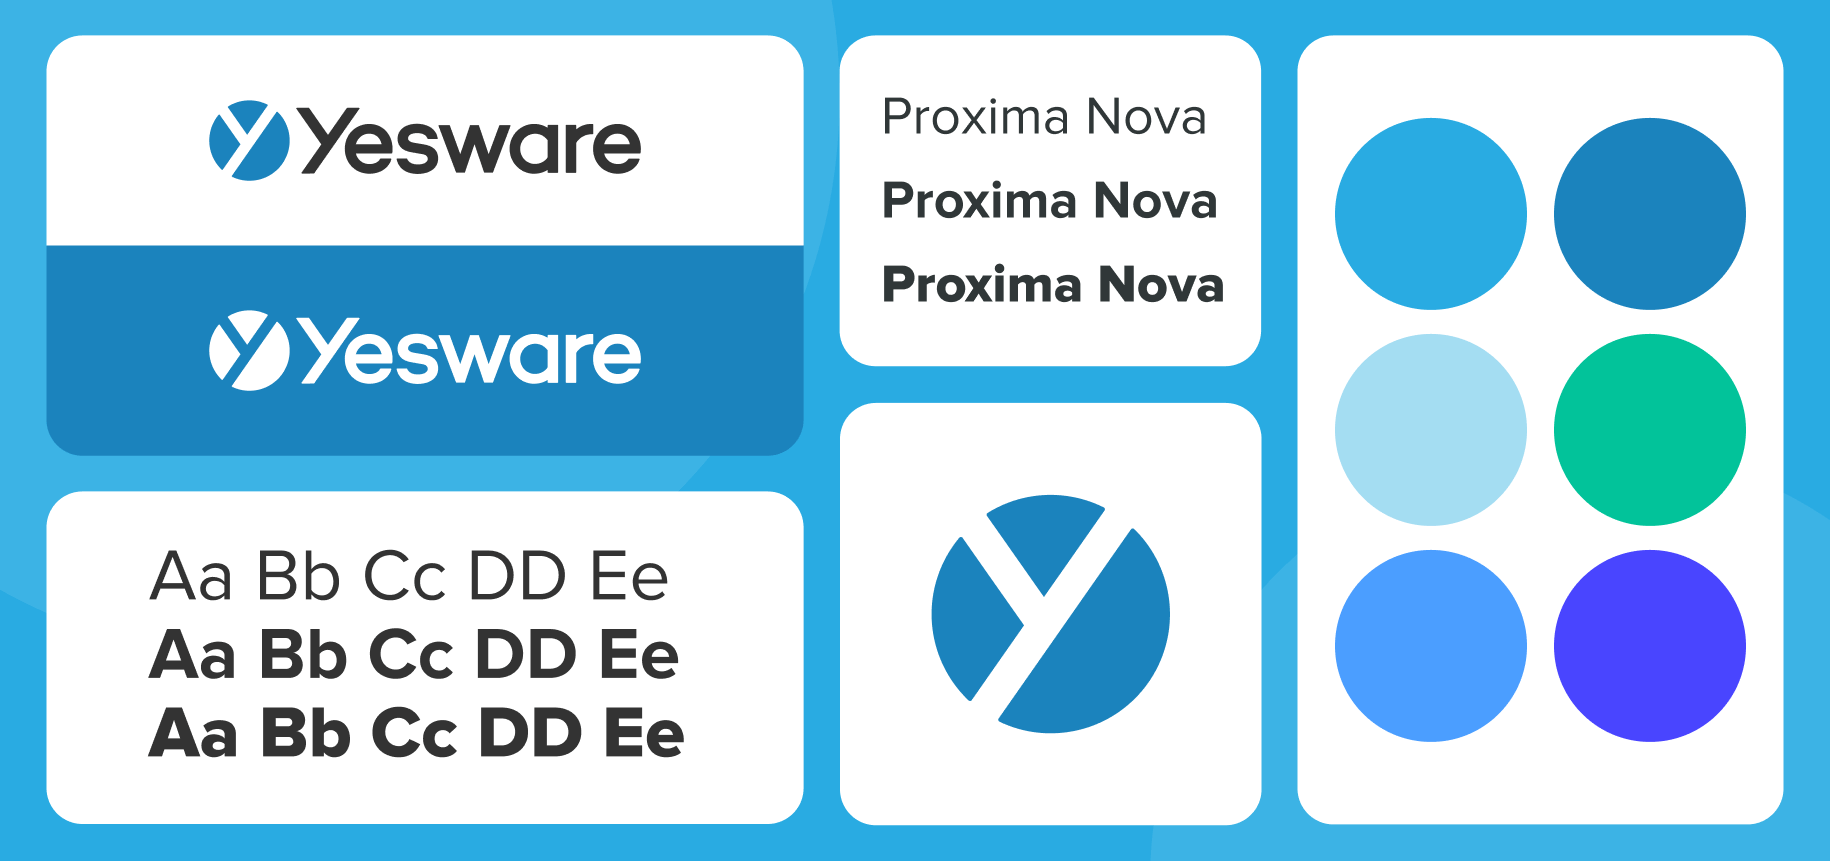 Yesware
Yesware
Aa Bb Cc DD Ee
Aa Bb Cc DD Ee
Aa Bb Cc DD Ee
Proxima Nova
Proxima Nova
Proxima Nova